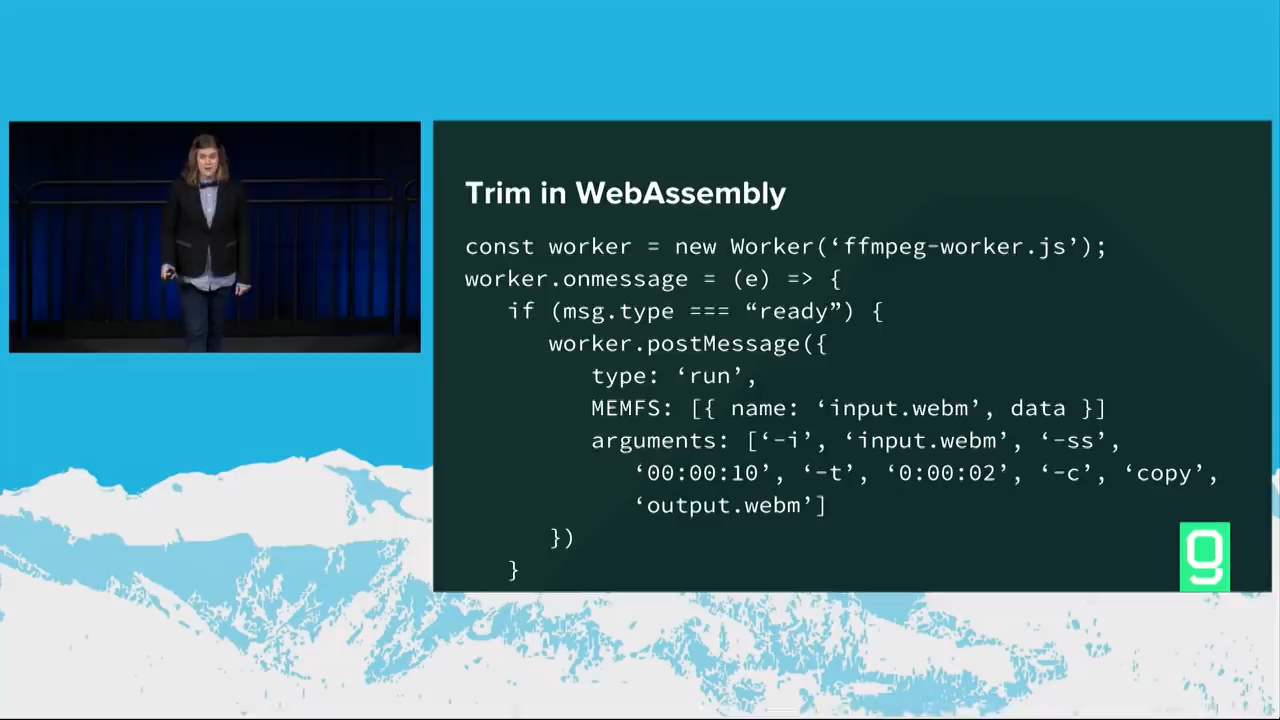 Trim in WebAssembly
const worker = new Worker(‘ffmpeg-worker.js’);
worker.onmessage = (e) => {
if (msg.type === “ready”) {
worker.postMessage({
type: ‘run’,
MEMFS: [{ name: ‘input.webm’, data }]
arguments: [‘-i’, ‘input.webm’, ‘-ss’,
‘00:00:10’, ‘-t’, ‘0:00:02’, ‘-c’, ‘copy’,
‘output.webm’]
})
}
g